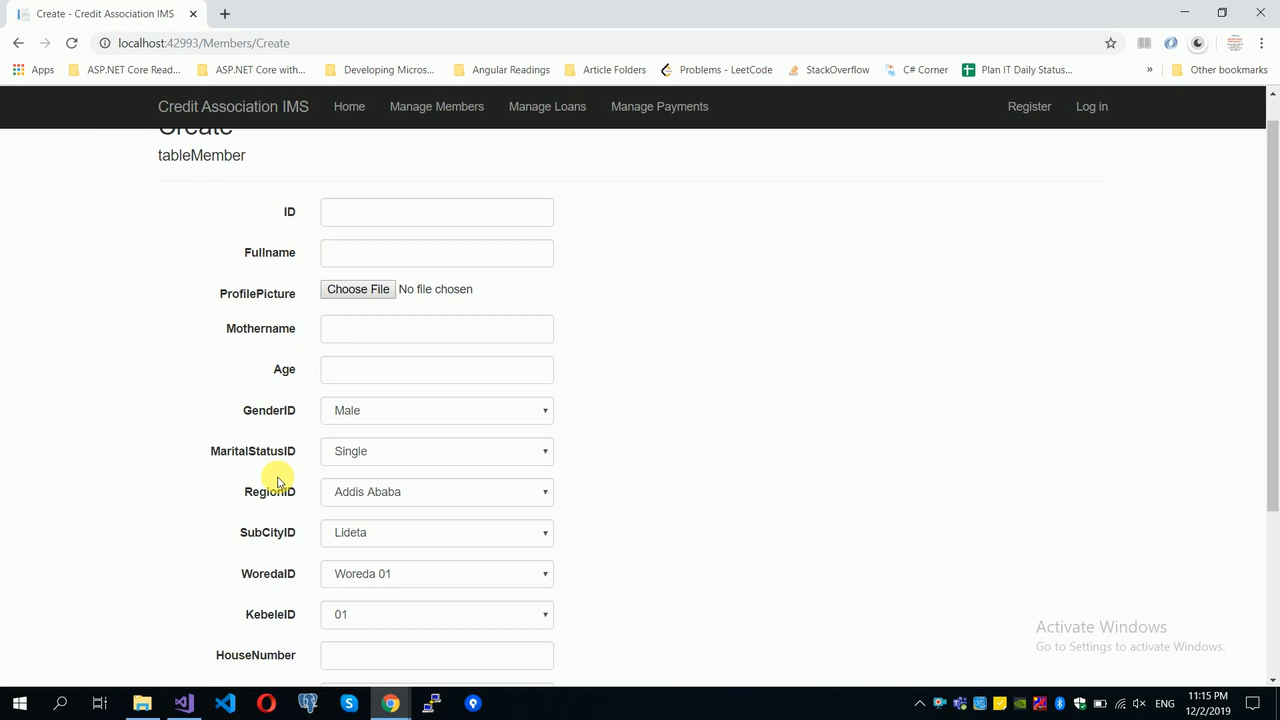 Create - Credit Association IMS
localhost:42993/Members/Create
Apps ASP.NET Core Read... ASP.NET Core with... Developing Micros... Angular Readings Article Folders Problems - LeetCode StackOverflow C# Corner Plan IT Daily Status... » Other bookmarks
Credit Association IMS Home Manage Members Manage Loans Manage Payments Register Log in
Create
tableMember
ID
Fullname
ProfilePicture Choose File No file chosen
Mothername
Age
GenderID Male
MaritalStatusID Single
RegionID Addis Ababa
SubCityID Lideta
WoredaID Woreda 01
KebeleID 01
HouseNumber
Activate Windows
Go to Settings to activate Windows.
ENG 11:15 PM
12/2/2019